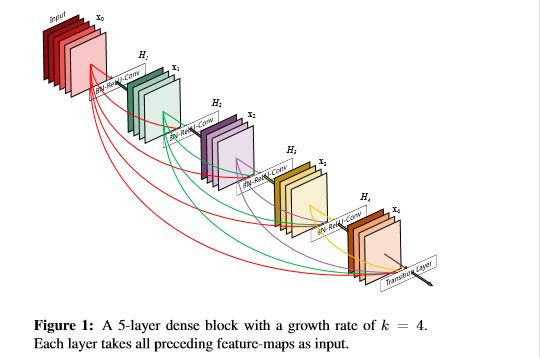 Input
x₀
H₁
BN-ReLU-Conv
x₁
H₂
BN-ReLU-Conv
x₂
H₃
BN-ReLU-Conv
x₃
H₄
BN-ReLU-Conv
x₄
Transition Layer
Figure 1: A 5-layer dense block with a growth rate of k = 4.
Each layer takes all preceding feature-maps as input.